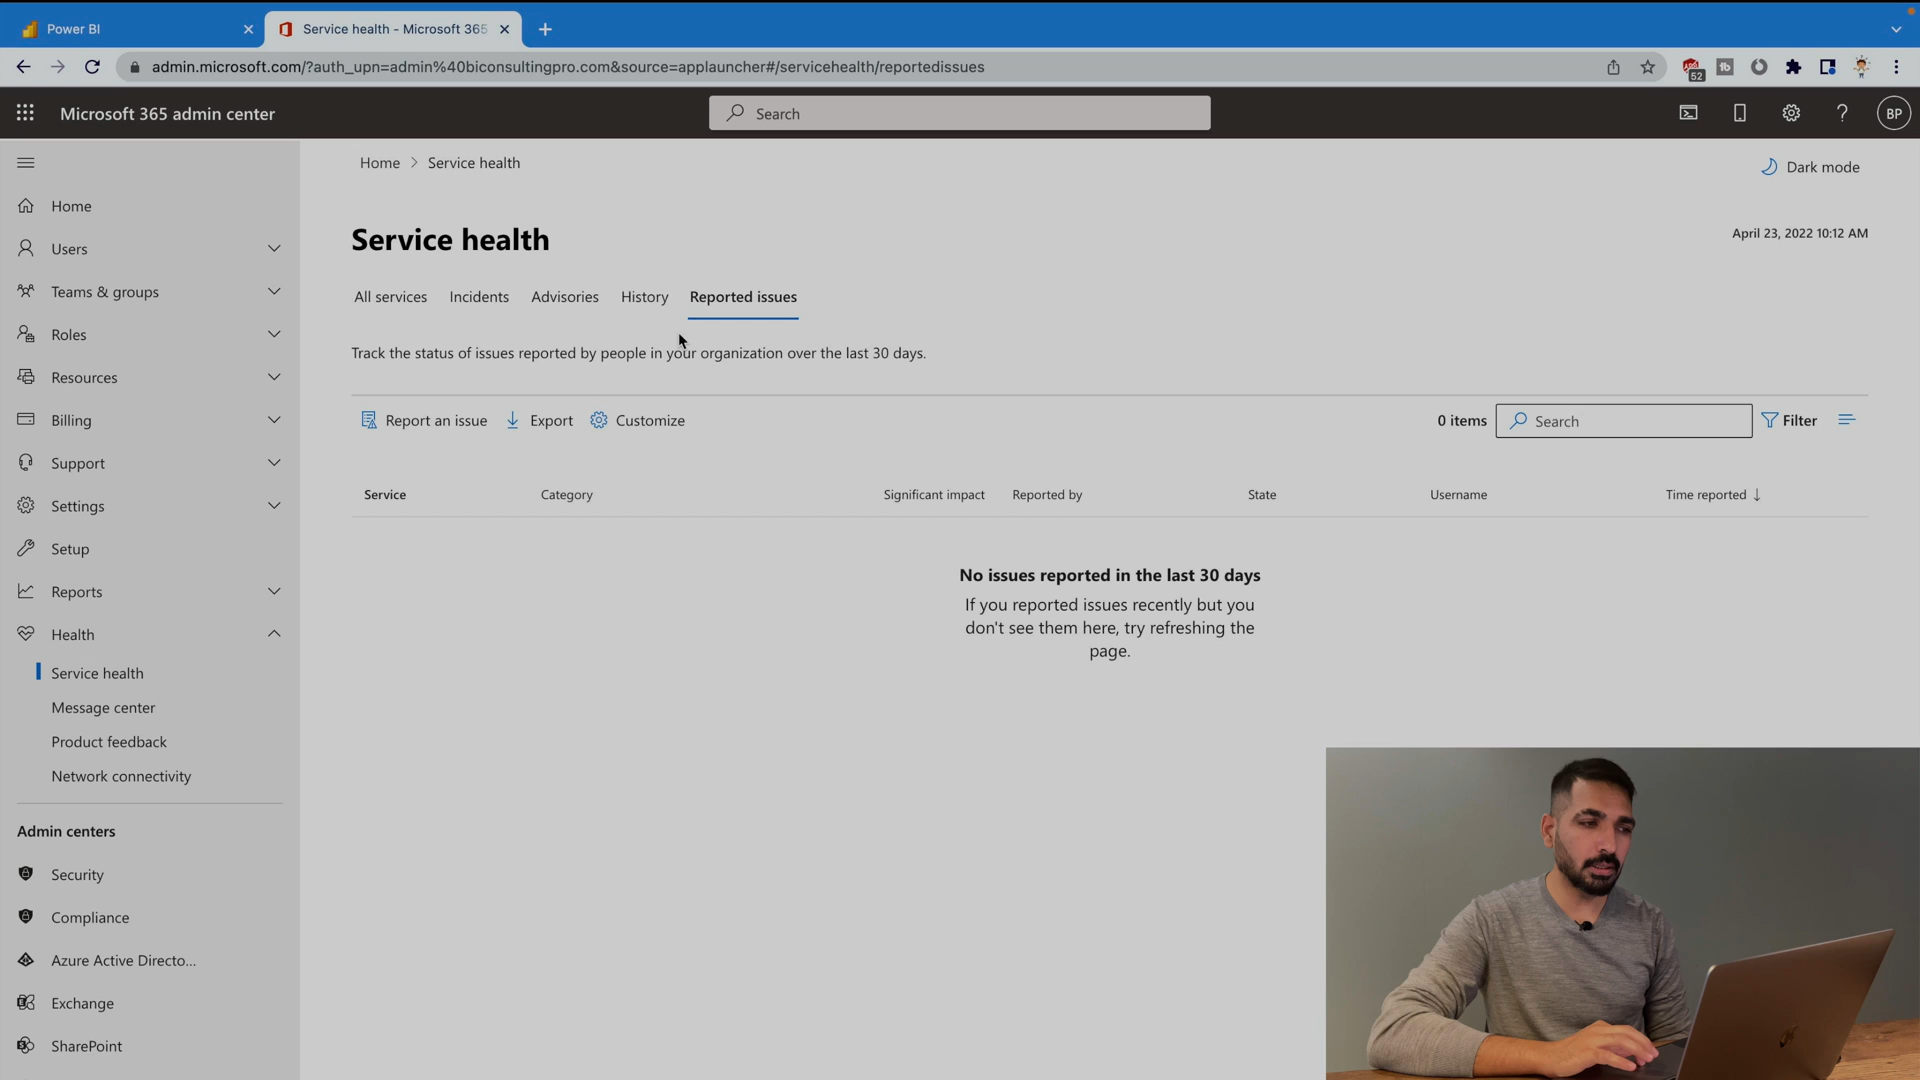 Power BI
Service health - Microsoft 365
admin.microsoft.com/?auth_upn=admin%40biconsultingpro.com&source=applauncher#/servicehealth/reportedissues
52
Microsoft 365 admin center
Search
BP
Home
Users
Teams & groups
Roles
Resources
Billing
Support
Settings
Setup
Reports
Health
Service health
Message center
Product feedback
Network connectivity
Admin centers
Security
Compliance
Azure Active Directo...
Exchange
SharePoint
Home > Service health
Dark mode
Service health
April 23, 2022 10:12 AM
All services Incidents Advisories History Reported issues
Track the status of issues reported by people in your organization over the last 30 days.
Report an issue Export Customize
0 items Search Filter
Service Category Significant impact Reported by State Username Time reported ↓
No issues reported in the last 30 days
If you reported issues recently but you
don't see them here, try refreshing the
page.